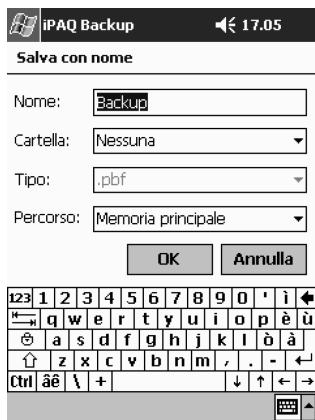 iPAQ Backup 17.05
Salva con nome
Nome: Backup
Cartella: Nessuna
Tipo: .pbf
Percorso: Memoria principale
OK Annulla
123 1 2 3 4 5 6 7 8 9 0 ' ì
q w e r t y u i o p è ù
a s d f g h j k l ò à
z x c v b n m , . -
Ctrl áê \ +